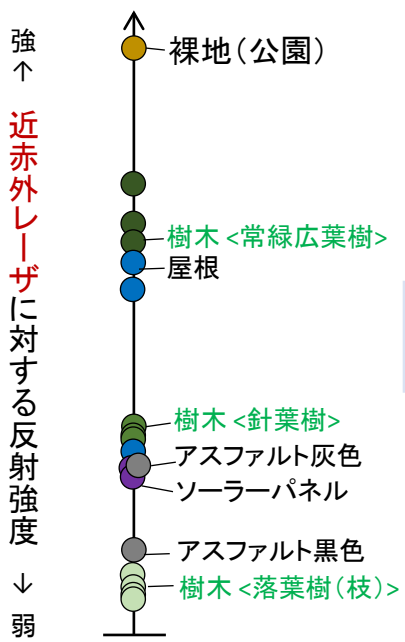 強
↑
近赤外レーザに対する反射強度
↓
弱
裸地（公園）
樹木 <常緑広葉樹>
屋根
樹木 <針葉樹>
アスファルト灰色
ソーラーパネル
アスファルト黒色
樹木 <落葉樹（枝）>